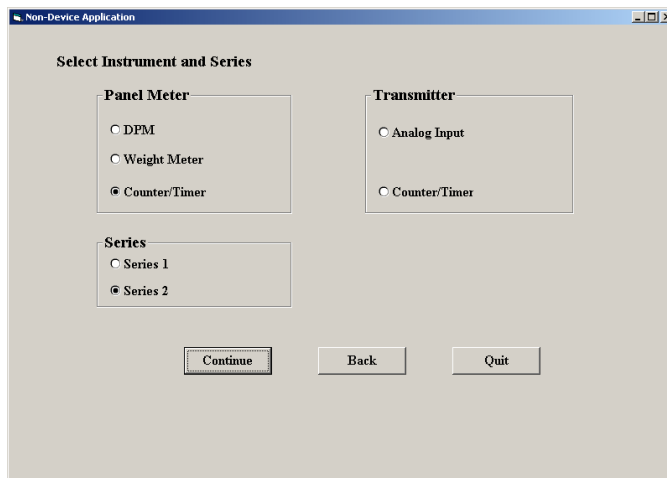 Non-Device Application
Select Instrument and Series
Panel Meter
DPM
Weight Meter
Counter/Timer
Transmitter
Analog Input
Counter/Timer
Series
Series 1
Series 2
Continue
Back
Quit